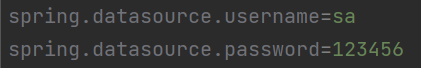 spring.datasource.username=sa
spring.datasource.password=123456